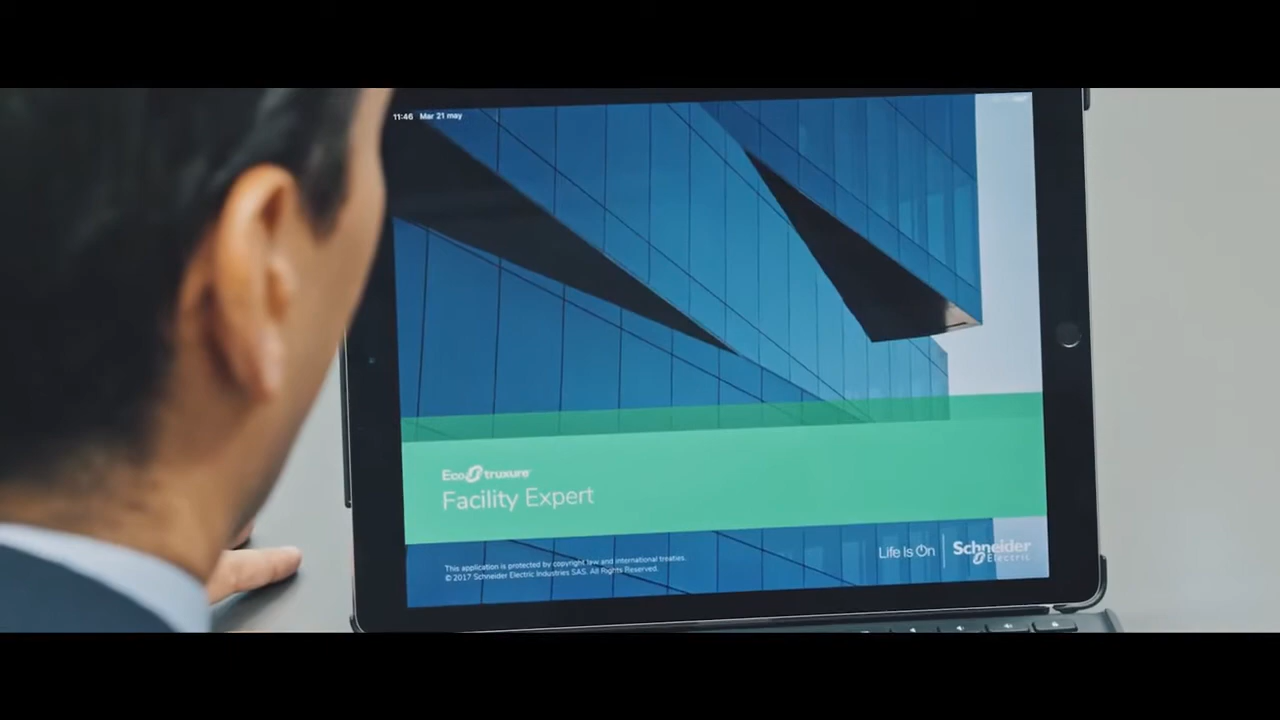 11:46 Mar 21 may
EcoStruxure
Facility Expert
This application is protected by copyright law and international treaties.
© 2017 Schneider Electric Industries SAS. All Rights Reserved.
Life Is On
Schneider
Electric